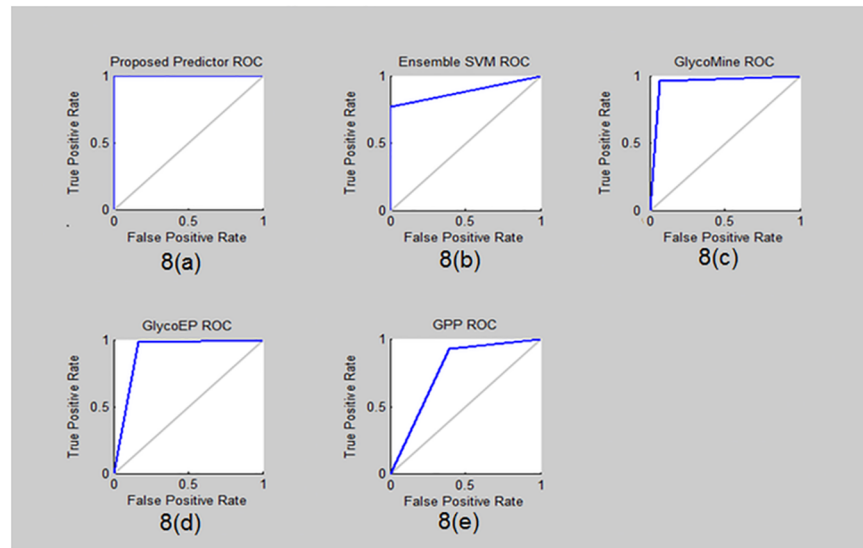 Proposed Predictor ROC
1
0.5
0
True Positive Rate
0 0.5 1
False Positive Rate
8(a)
Ensemble SVM ROC
1
0.5
0
True Positive Rate
0 0.5 1
False Positive Rate
8(b)
GlycoMine ROC
1
0.5
0
True Positive Rate
0 0.5 1
False Positive Rate
8(c)
GlycoEP ROC
1
0.5
0
True Positive Rate
0 0.5 1
False Positive Rate
8(d)
GPP ROC
1
0.5
0
True Positive Rate
0 0.5 1
False Positive Rate
8(e)